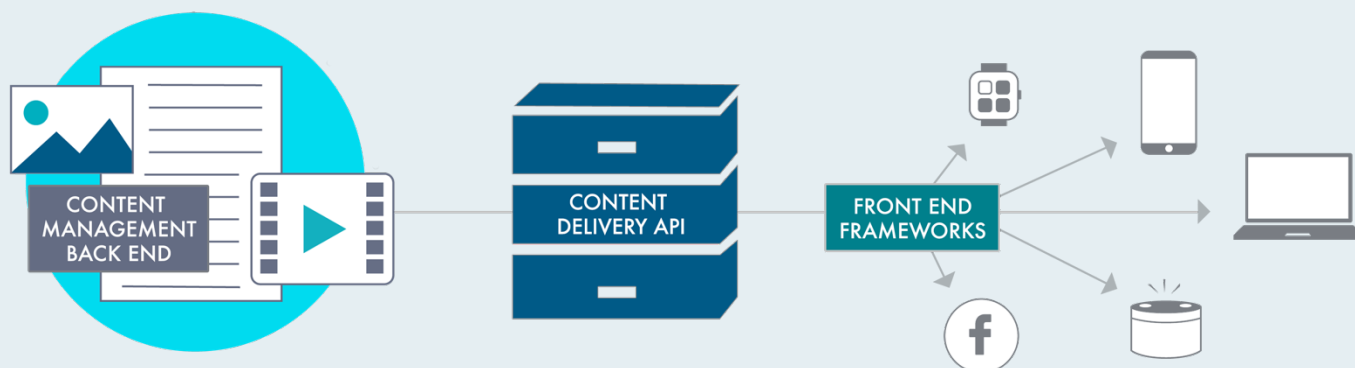 CONTENT
MANAGEMENT
BACK END
CONTENT
DELIVERY API
FRONT END
FRAMEWORKS
f